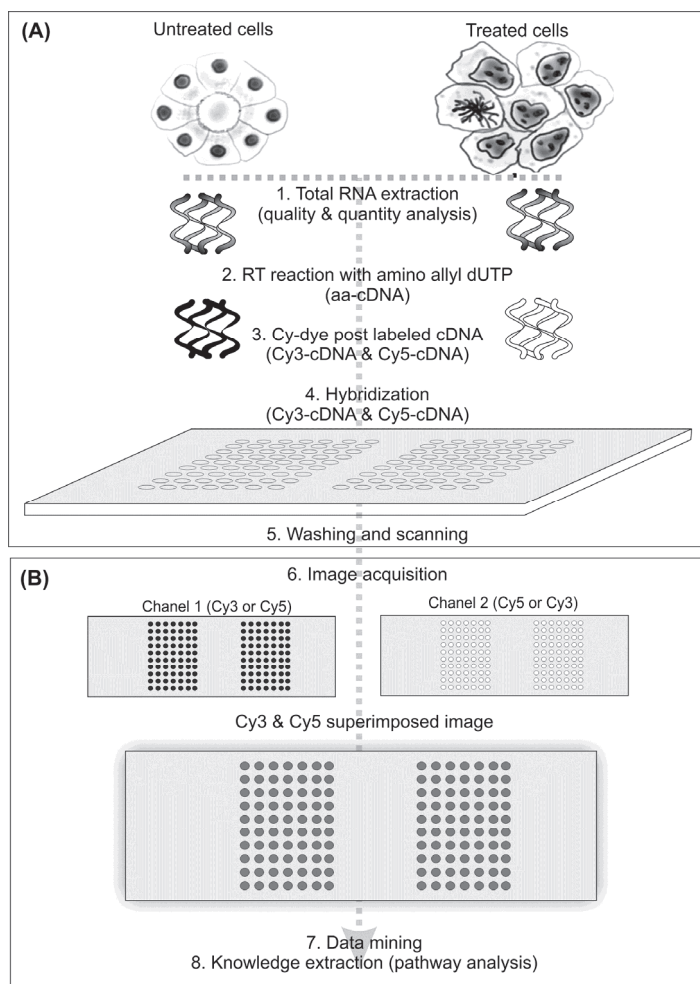 (A)
Untreated cells
Treated cells
1. Total RNA extraction
(quality & quantity analysis)
2. RT reaction with amino allyl dUTP
(aa-cDNA)
3. Cy-dye post labeled cDNA
(Cy3-cDNA & Cy5-cDNA)
4. Hybridization
(Cy3-cDNA & Cy5-cDNA)
5. Washing and scanning
(B)
6. Image acquisition
Chanel 1 (Cy3 or Cy5)
Chanel 2 (Cy5 or Cy3)
Cy3 & Cy5 superimposed image
7. Data mining
8. Knowledge extraction (pathway analysis)